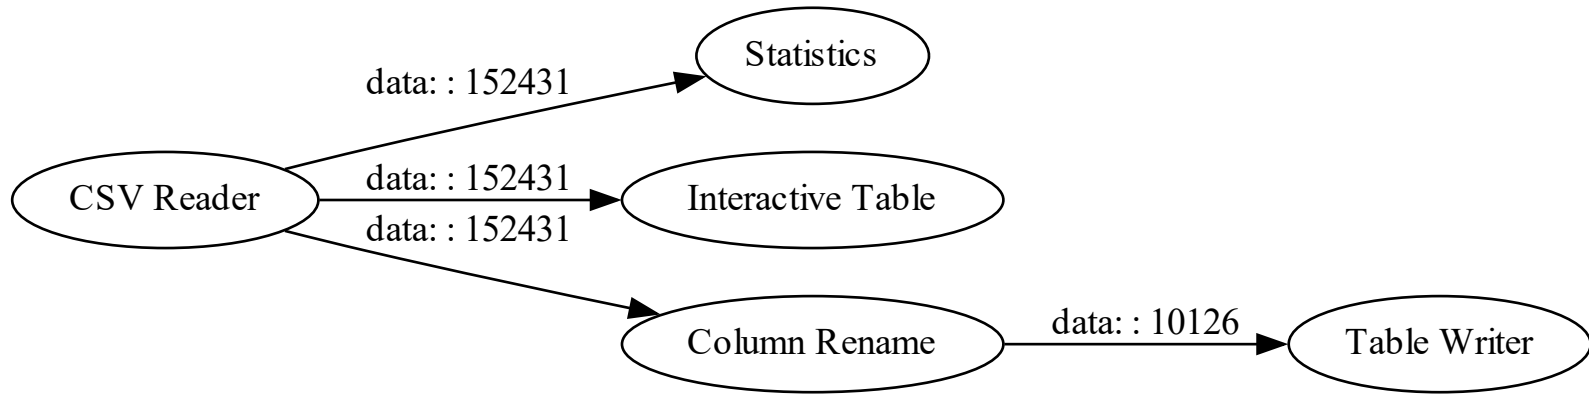 Statistics
data: : 152431
data: : 152431
CSV Reader
Interactive Table
data: : 152431
data: : 10126
Column Rename
Table Writer